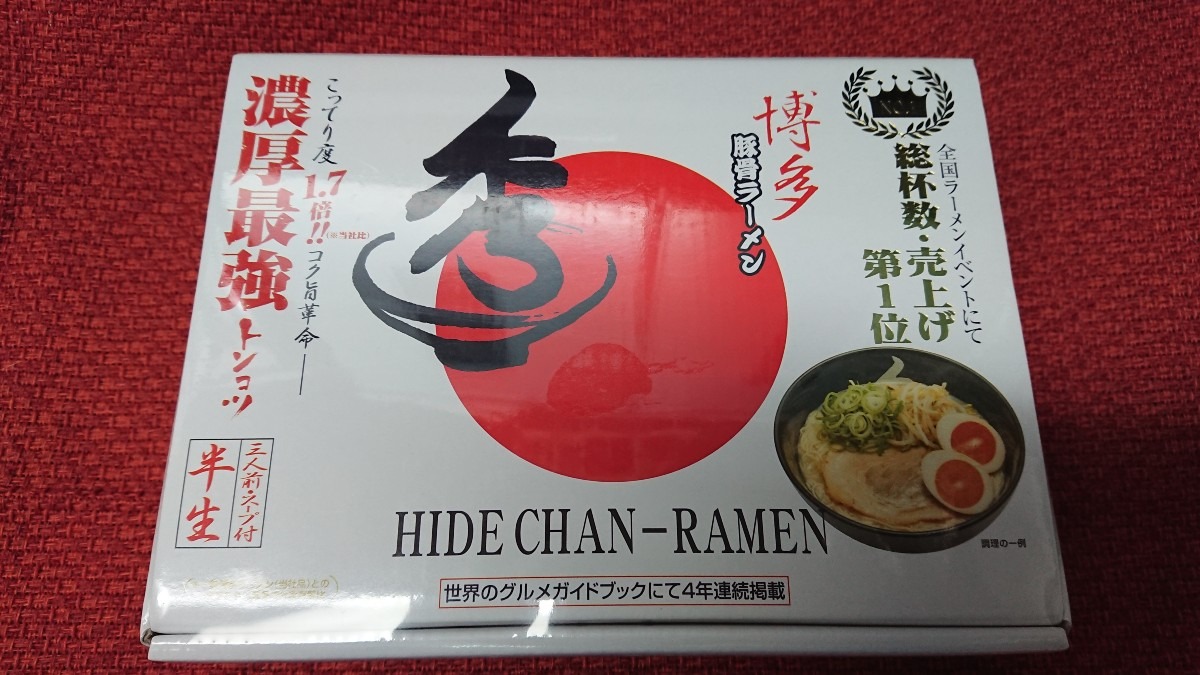 全国ラーメンイベントにて
総杯数・売上げ
第1位
博多
豚骨ラーメン
秀
こってり度
1.7倍!!
(※当社比)
コク旨革命
濃厚最強トンコツ
三人前・スープ付
半生
HIDE CHAN-RAMEN
調理の一例
世界のグルメガイドブックにて4年連続掲載